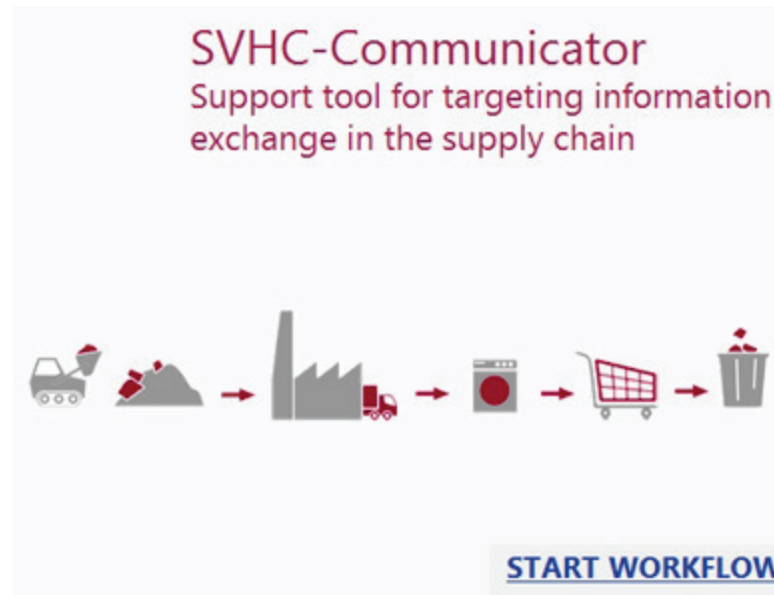 SVHC-Communicator
Support tool for targeting information
exchange in the supply chain
START WORKFLOW